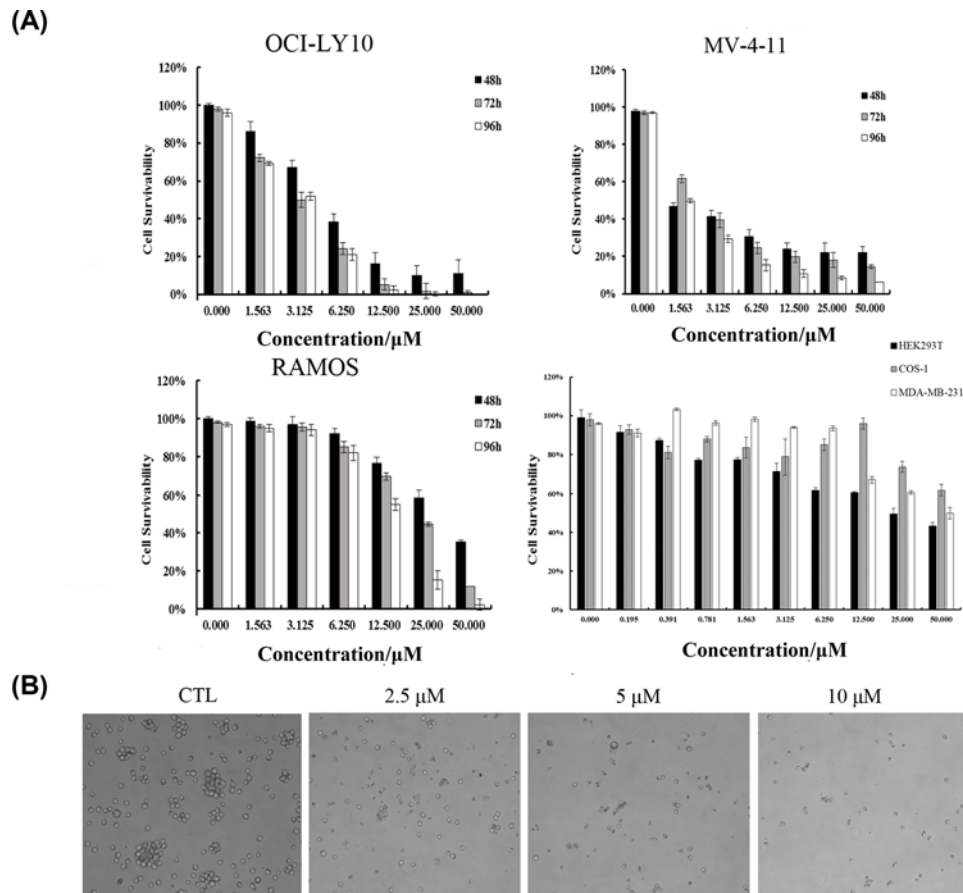 (A)
OCI-LY10
120%
100%
80%
60%
40%
20%
0%
Cell Survivability
48h
72h
96h
0.000 1.563 3.125 6.250 12.500 25.000 50.000
Concentration/μM
MV-4-11
120%
100%
80%
60%
40%
20%
0%
Cell Survivability
48h
72h
96h
0.000 1.563 3.125 6.250 12.500 25.000 50.000
Concentration/μM
RAMOS
120%
100%
80%
60%
40%
20%
0%
Cell Survivability
48h
72h
96h
0.000 1.563 3.125 6.250 12.500 25.000 50.000
Concentration/μM
HEK293T
COS-1
MDA-MB-231
120%
100%
80%
60%
40%
20%
0%
Cell Survivability
0.000 0.195 0.391 0.781 1.563 3.125 6.250 12.500 25.000 50.000
Concentration/μM
(B)
CTL 2.5 μM 5 μM 10 μM